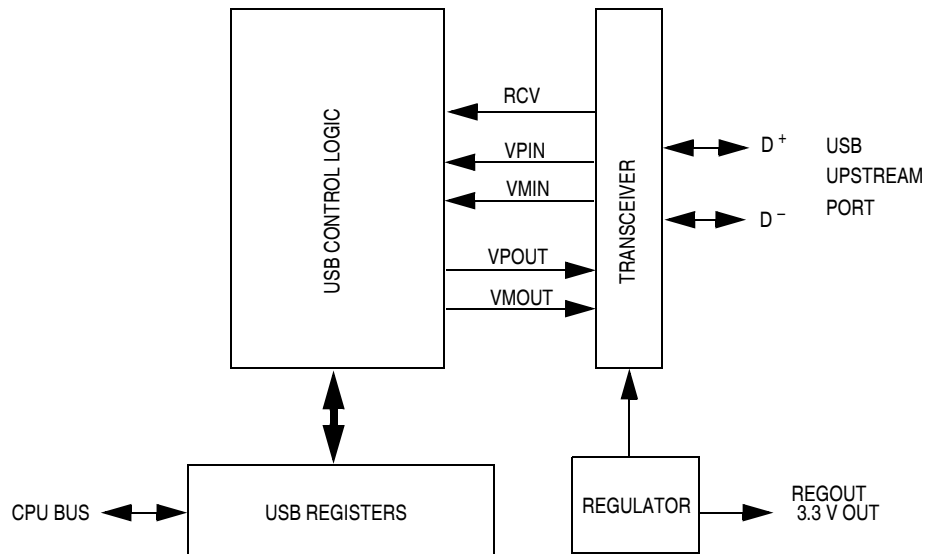 USB CONTROL LOGIC
RCV
VPIN
VMIN
VPOUT
VMOUT
TRANSCEIVER
D +
D –
USB
UPSTREAM
PORT
CPU BUS
USB REGISTERS
REGULATOR
REGOUT
3.3 V OUT